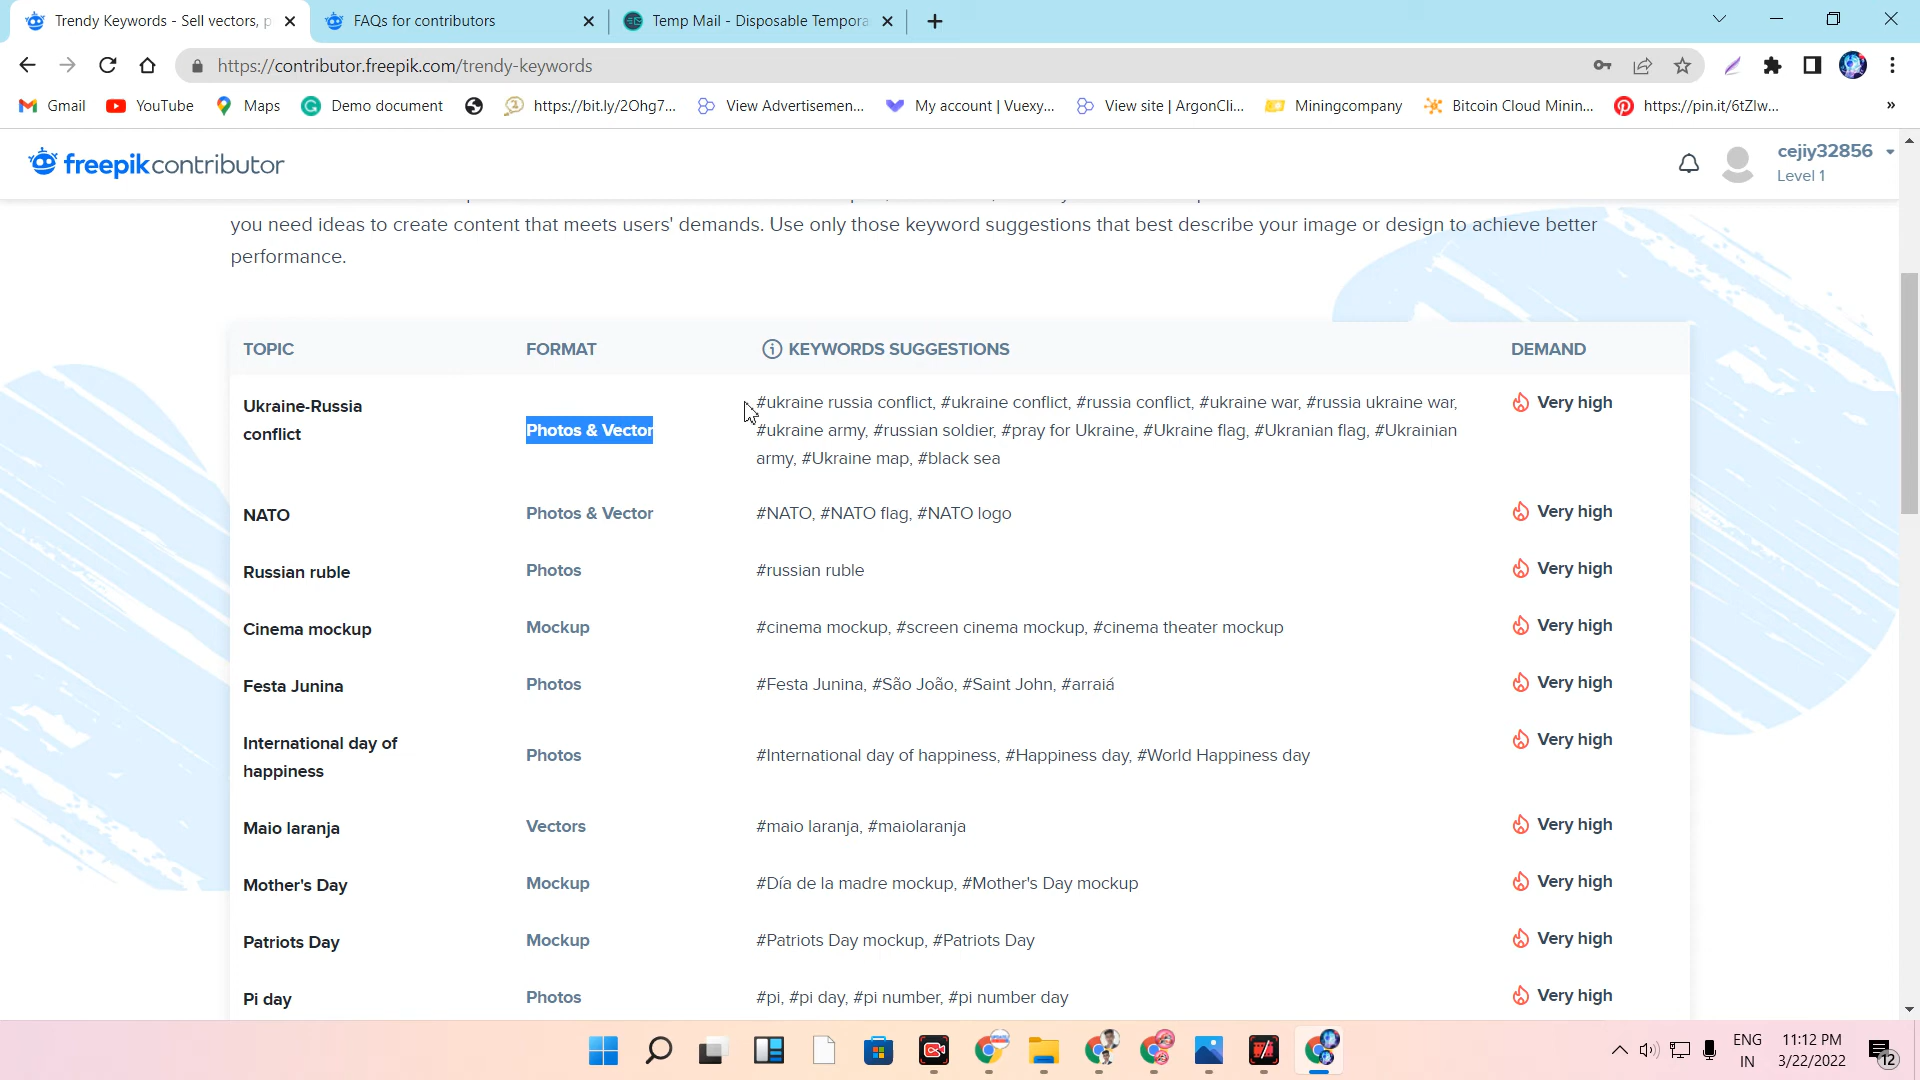 Trendy Keywords - Sell vectors, p
FAQs for contributors
Temp Mail - Disposable Tempora
https://contributor.freepik.com/trendy-keywords
Gmail
YouTube
Maps
Demo document
https://bit.ly/2Ohg7...
View Advertisemen...
My account | Vuexy...
View site | ArgonCli...
Miningcompany
Bitcoin Cloud Minin...
https://pin.it/6tZlw...
»
freepikcontributor
cejiy32856
Level 1
you need ideas to create content that meets users' demands. Use only those keyword suggestions that best describe your image or design to achieve better
performance.
TOPIC FORMAT KEYWORDS SUGGESTIONS DEMAND
Ukraine-Russia
conflict
Photos & Vector
#ukraine russia conflict, #ukraine conflict, #russia conflict, #ukraine war, #russia ukraine war,
#ukraine army, #russian soldier, #pray for Ukraine, #Ukraine flag, #Ukranian flag, #Ukrainian
army, #Ukraine map, #black sea
Very high
NATO Photos & Vector #NATO, #NATO flag, #NATO logo Very high
Russian ruble Photos #russian ruble Very high
Cinema mockup Mockup #cinema mockup, #screen cinema mockup, #cinema theater mockup Very high
Festa Junina Photos #Festa Junina, #São João, #Saint John, #arraiá Very high
International day of
happiness
Photos #International day of happiness, #Happiness day, #World Happiness day Very high
Maio laranja Vectors #maio laranja, #maiolaranja Very high
Mother's Day Mockup #Día de la madre mockup, #Mother's Day mockup Very high
Patriots Day Mockup #Patriots Day mockup, #Patriots Day Very high
Pi day Photos #pi, #pi day, #pi number, #pi number day Very high
ENG
IN
11:12 PM
3/22/2022
12